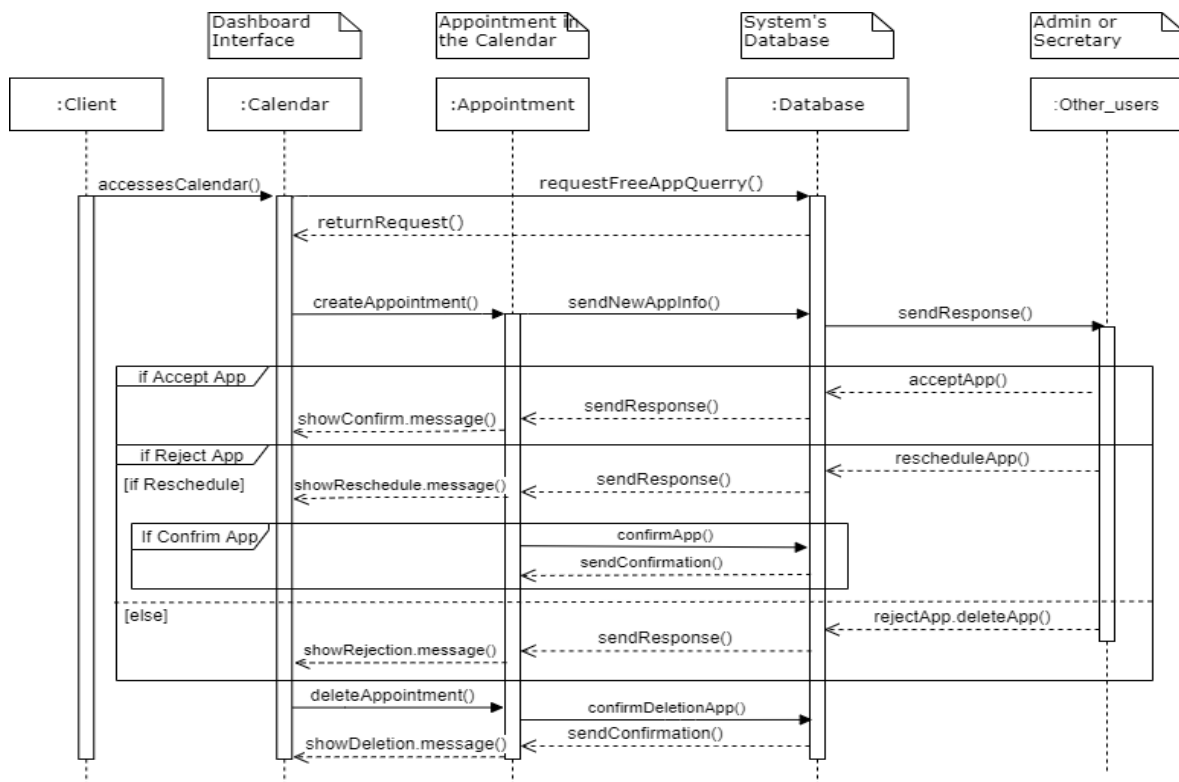 Dashboard
Interface
Appointment in
the Calendar
System's
Database
Admin or
Secretary
:Client
:Calendar
:Appointment
:Database
:Other_users
accessesCalendar()
requestFreeAppQuerry()
returnRequest()
createAppointment()
sendNewAppInfo()
sendResponse()
if Accept App
acceptApp()
sendResponse()
showConfirm.message()
if Reject App
rescheduleApp()
[if Reschedule]
showReschedule.message()
sendResponse()
If Confrim App
confirmApp()
sendConfirmation()
[else]
rejectApp.deleteApp()
sendResponse()
showRejection.message()
deleteAppointment()
confirmDeletionApp()
sendConfirmation()
showDeletion.message()